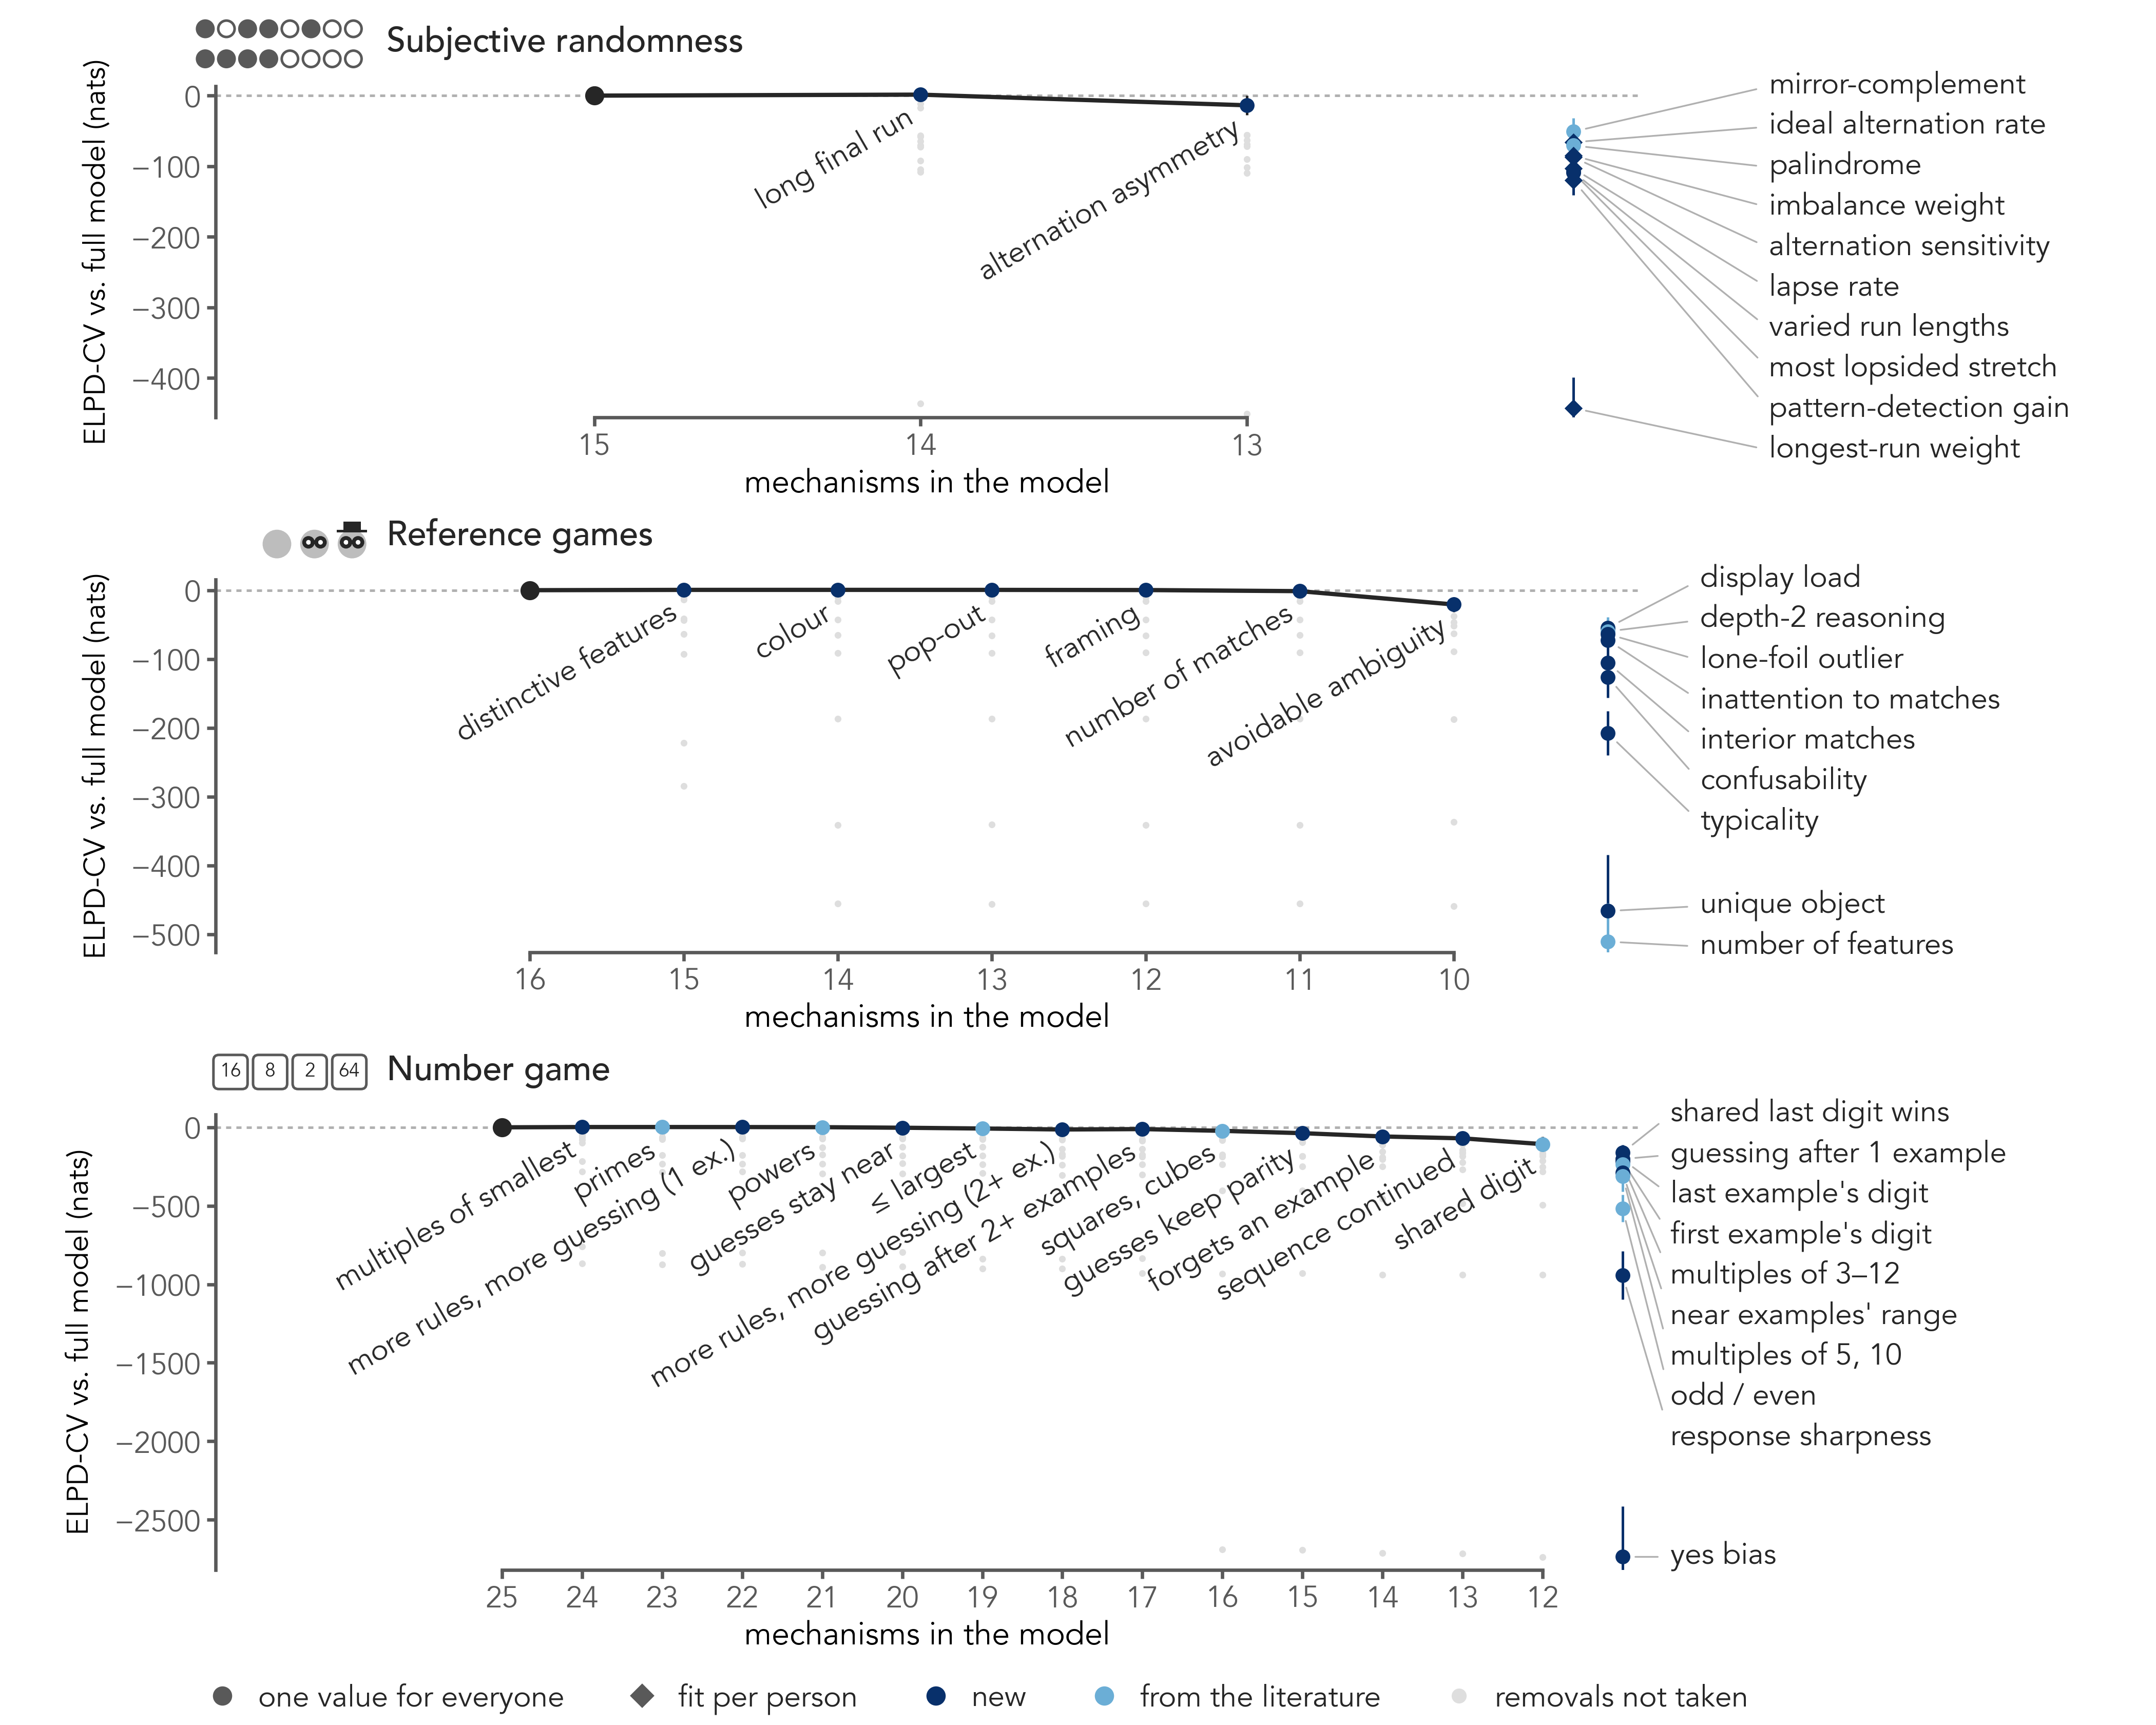 Subjective randomness
ELPD-CV vs. full model (nats)
0
−100
−200
−300
−400
long final run
alternation asymmetry
15
14
13
mechanisms in the model
mirror-complement
ideal alternation rate
palindrome
imbalance weight
alternation sensitivity
lapse rate
varied run lengths
most lopsided stretch
pattern-detection gain
longest-run weight
Reference games
ELPD-CV vs. full model (nats)
0
−100
−200
−300
−400
−500
distinctive features
colour
pop-out
framing
number of matches
avoidable ambiguity
16
15
14
13
12
11
10
mechanisms in the model
display load
depth-2 reasoning
lone-foil outlier
inattention to matches
interior matches
confusability
typicality
unique object
number of features
16 8 2 64
Number game
ELPD-CV vs. full model (nats)
0
−500
−1000
−1500
−2000
−2500
multiples of smallest
primes
more rules, more guessing (1 ex.)
powers
guesses stay near
≤ largest
more rules, more guessing (2+ ex.)
guessing after 2+ examples
squares, cubes
guesses keep parity
forgets an example
sequence continued
shared digit
25
24
23
22
21
20
19
18
17
16
15
14
13
12
mechanisms in the model
shared last digit wins
guessing after 1 example
last example's digit
first example's digit
multiples of 3–12
near examples' range
multiples of 5, 10
odd / even
response sharpness
yes bias
one value for everyone
fit per person
new
from the literature
removals not taken